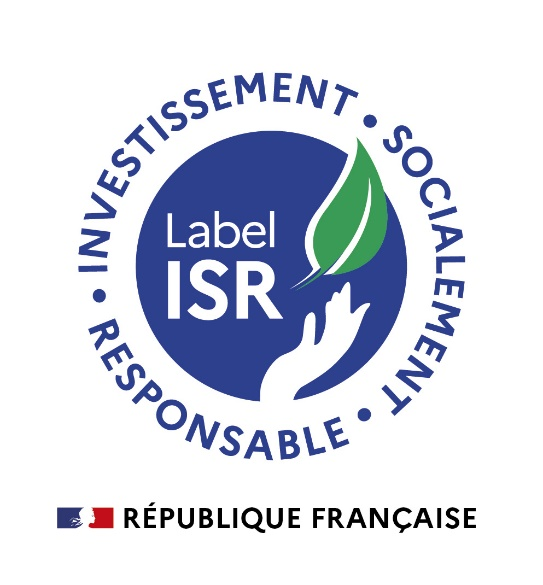 • INVESTISSEMENT • SOCIALEMENT • RESPONSABLE
Label
ISR
RÉPUBLIQUE FRANÇAISE